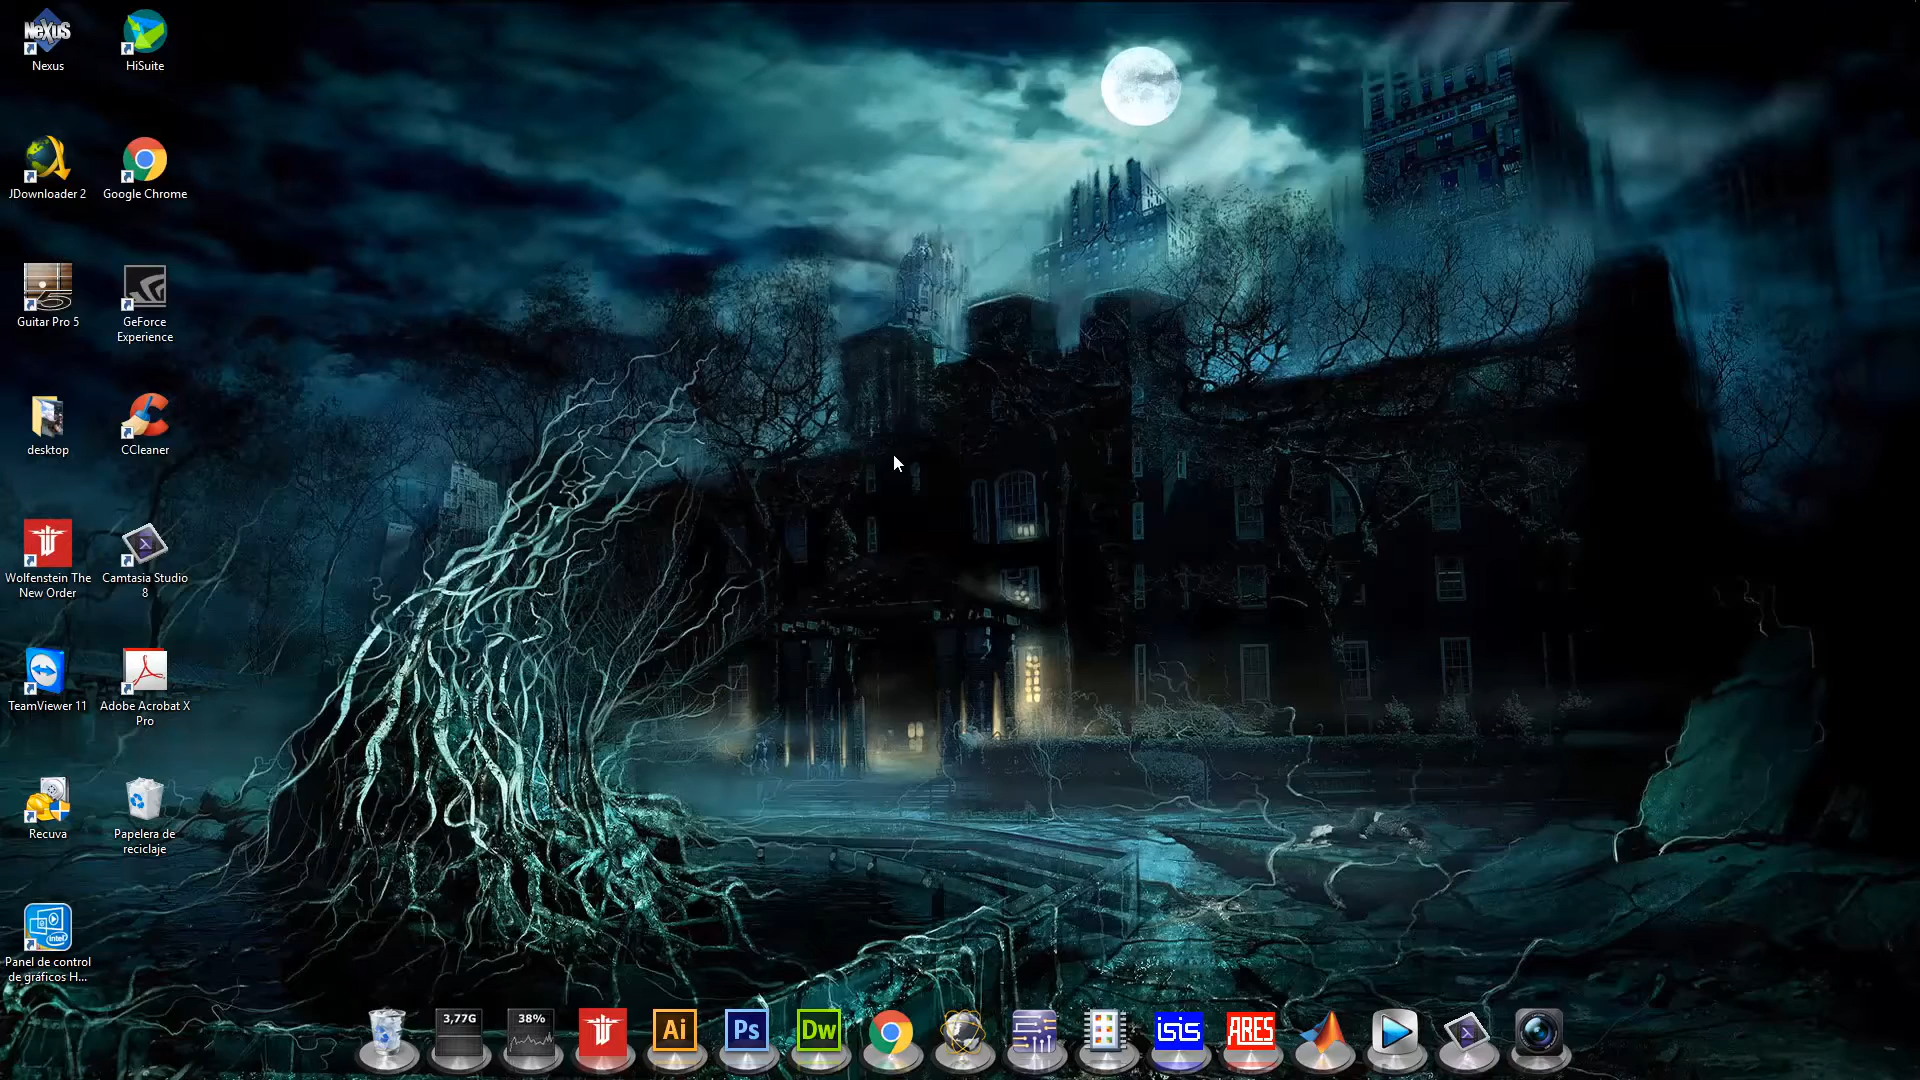 NeXuS
Nexus
HiSuite
JDownloader 2
Google Chrome
Guitar Pro 5
GeForce
Experience
desktop
CCleaner
Wolfenstein The
New Order
Camtasia Studio
8
TeamViewer 11
Adobe Acrobat X
Pro
Recuva
Papelera de
reciclaje
intel
Panel de control
de gráficos H...
3,77G
38%
Ai
Ps
Dw
isis
ARES